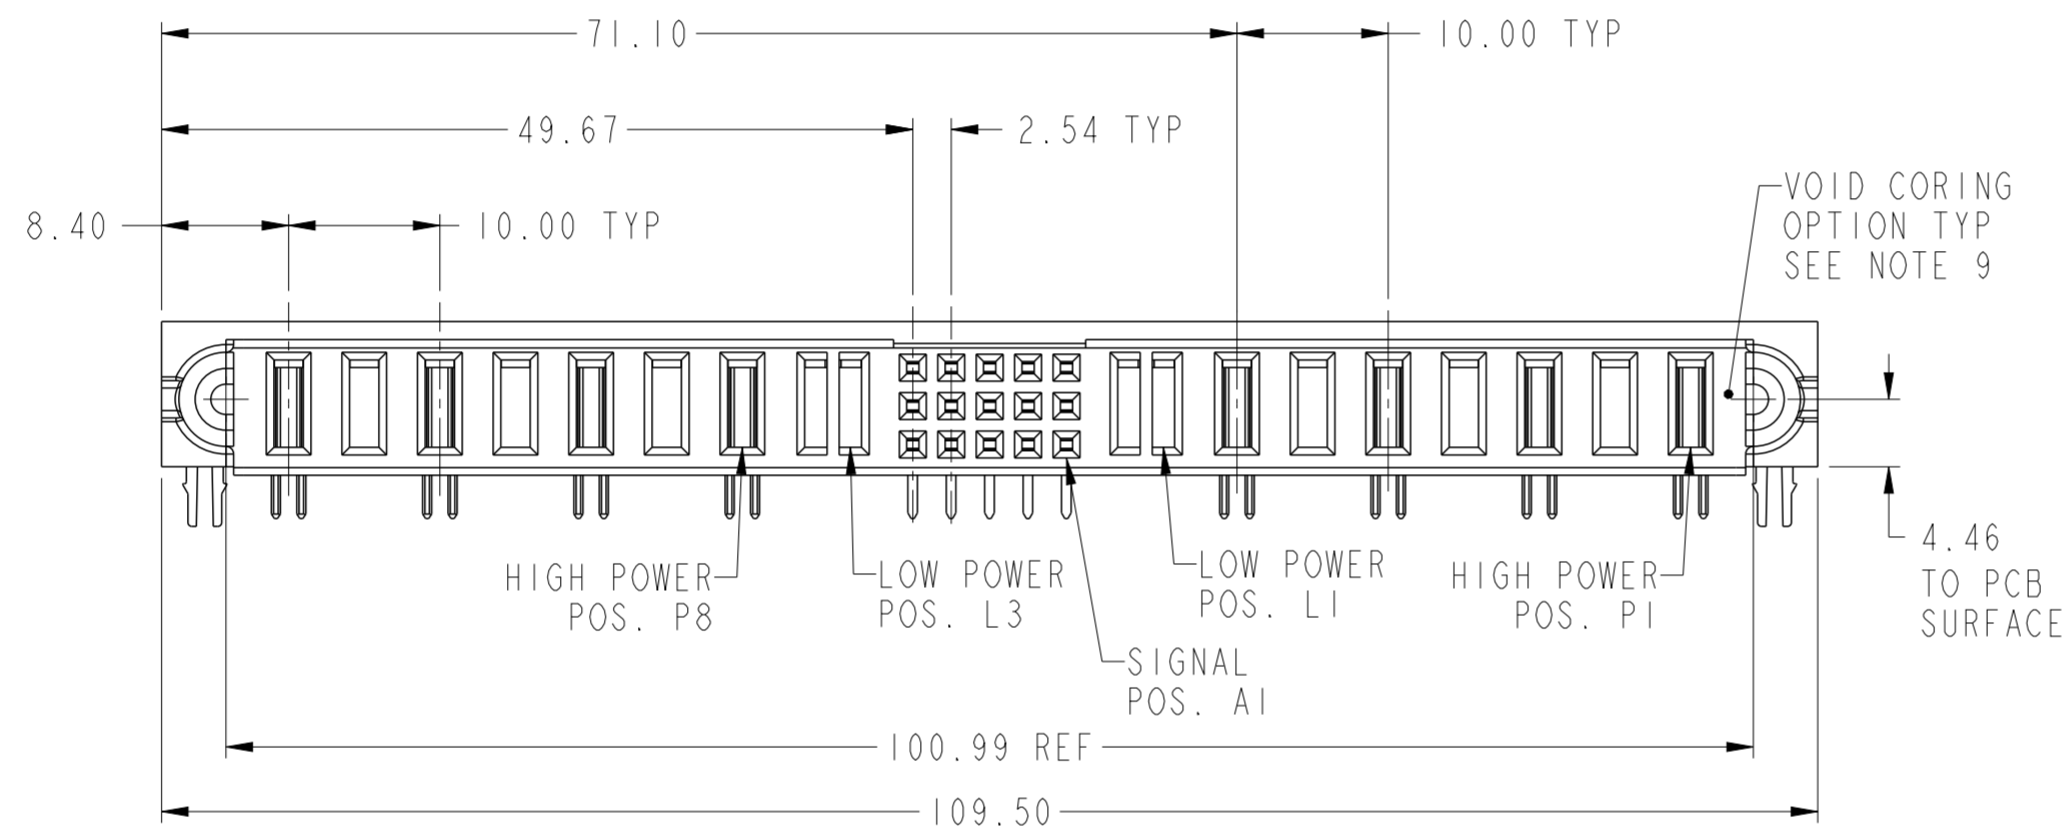 71.10
10.00 TYP
49.67
2.54 TYP
8.40
10.00 TYP
VOID CORING
OPTION TYP
SEE NOTE 9
HIGH POWER
POS. P8
LOW POWER
POS. L3
LOW POWER
POS. L1
HIGH POWER
POS. P1
4.46
TO PCB
SURFACE
SIGNAL
POS. A1
100.99 REF
109.50